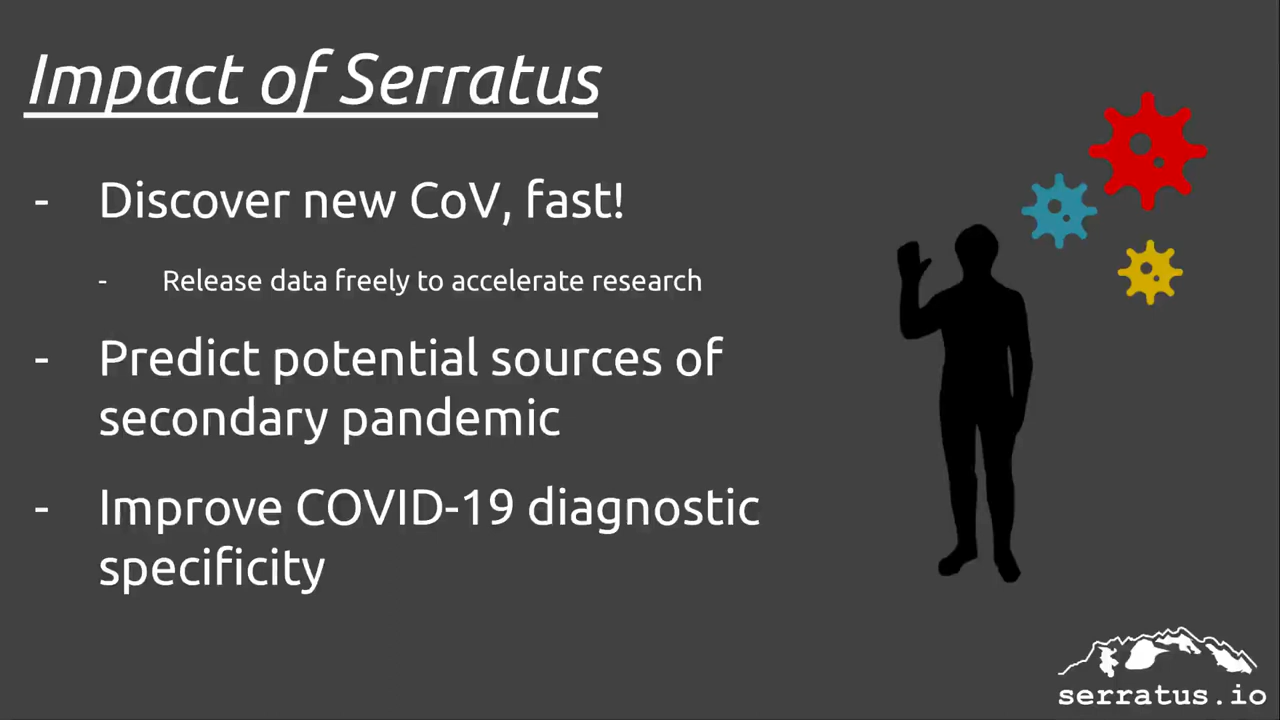 Impact of Serratus
- Discover new CoV, fast!
- Release data freely to accelerate research
- Predict potential sources of
secondary pandemic
- Improve COVID-19 diagnostic
specificity
serratus.io